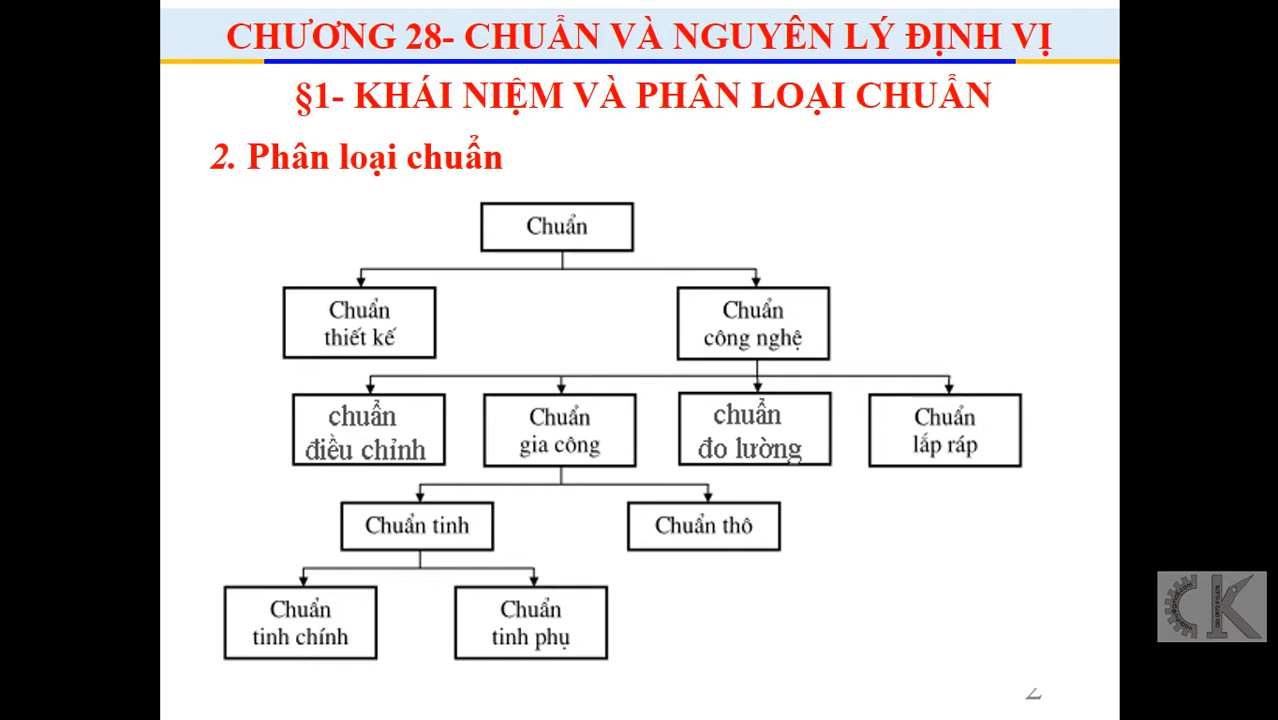 CHƯƠNG 28- CHUẨN VÀ NGUYÊN LÝ ĐỊNH VỊ
§1- KHÁI NIỆM VÀ PHÂN LOẠI CHUẨN
2. Phân loại chuẩn
Chuẩn
Chuẩn
thiết kế
Chuẩn
công nghệ
chuẩn
điều chỉnh
Chuẩn
gia công
chuẩn
đo lường
Chuẩn
lắp ráp
Chuẩn tinh
Chuẩn thô
Chuẩn
tinh chính
Chuẩn
tinh phụ
2